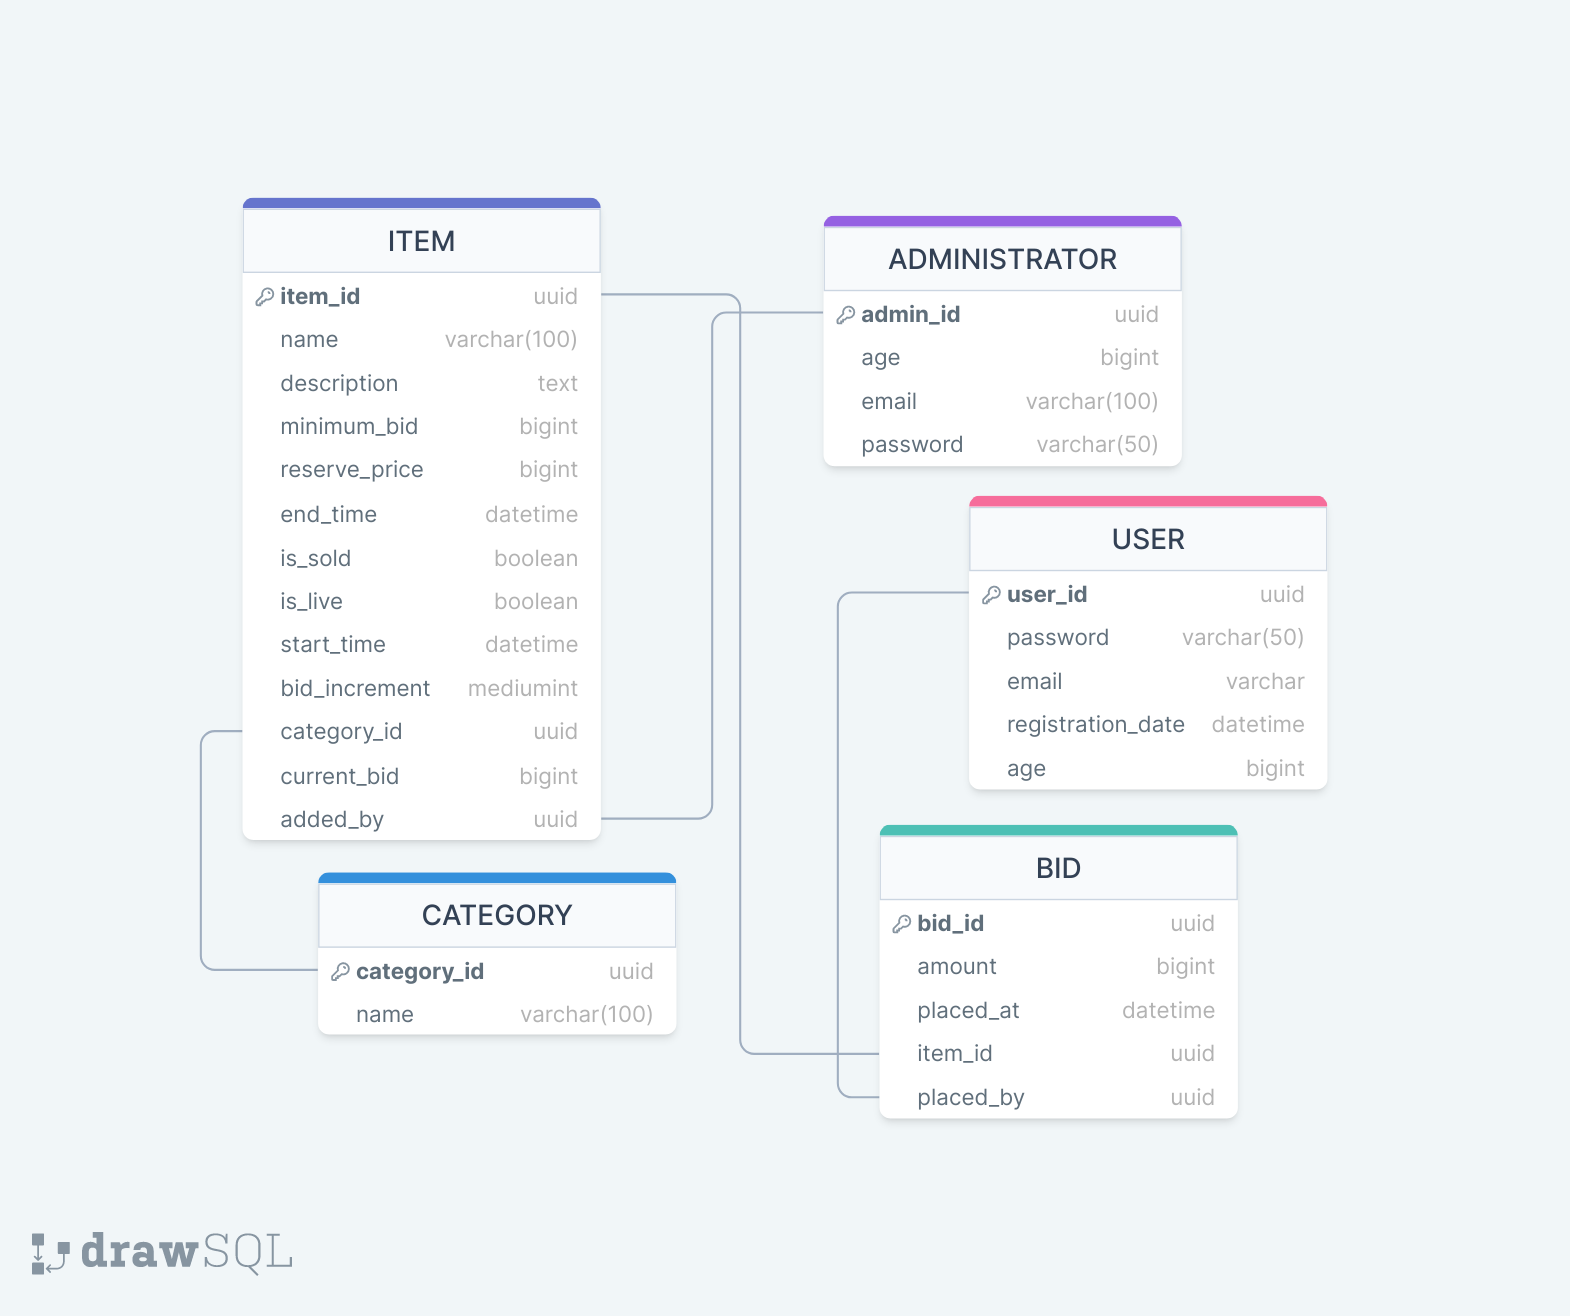 ITEM
item_id uuid
name varchar(100)
description text
minimum_bid bigint
reserve_price bigint
end_time datetime
is_sold boolean
is_live boolean
start_time datetime
bid_increment mediumint
category_id uuid
current_bid bigint
added_by uuid
ADMINISTRATOR
admin_id uuid
age bigint
email varchar(100)
password varchar(50)
USER
user_id uuid
password varchar(50)
email varchar
registration_date datetime
age bigint
CATEGORY
category_id uuid
name varchar(100)
BID
bid_id uuid
amount bigint
placed_at datetime
item_id uuid
placed_by uuid
drawSQL